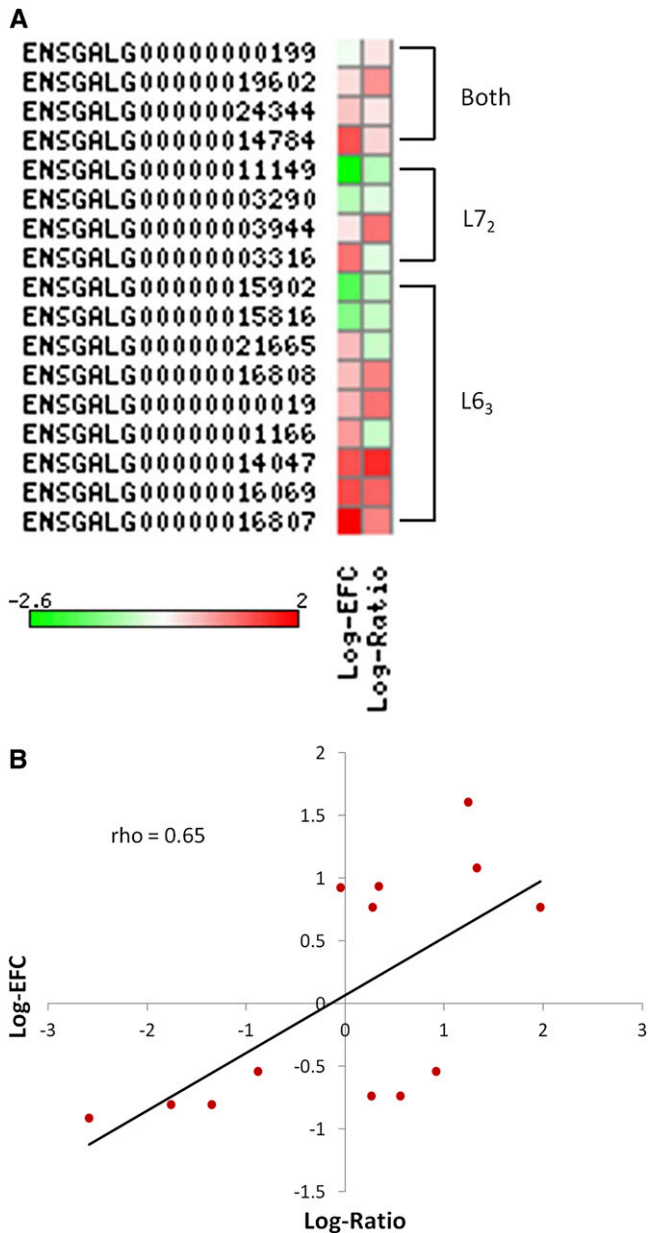 A
ENSGALG00000000199
ENSGALG00000019602
ENSGALG00000024344
ENSGALG00000014784
Both
ENSGALG00000011149
ENSGALG00000003290
ENSGALG00000003944
ENSGALG00000003316
L7₂
ENSGALG00000015902
ENSGALG00000015816
ENSGALG00000021665
ENSGALG00000016808
ENSGALG00000000019
ENSGALG00000001166
ENSGALG00000014047
ENSGALG00000016069
ENSGALG00000016807
L6₃
−2.6 2
Log-EFC
Log-Ratio
B
rho = 0.65
Log-EFC
2
1.5
1
0.5
0
-0.5
-1
-1.5
-3 -2 -1 0 1 2 3
Log-Ratio